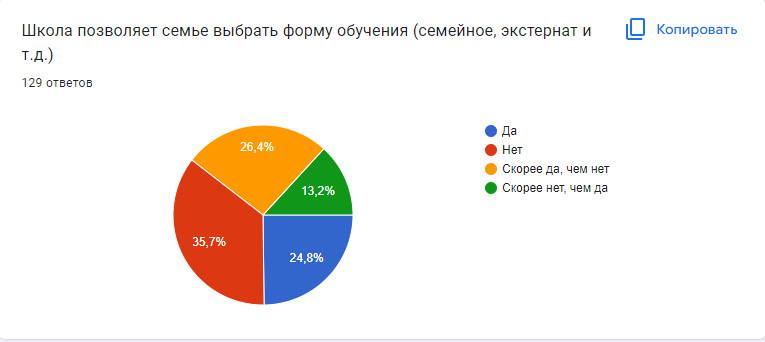 Школа позволяет семье выбрать форму обучения (семейное, экстернат и
т.д.)
Копировать
129 ответов
26,4%
13,2%
35,7%
24,8%
Да
Нет
Скорее да, чем нет
Скорее нет, чем да